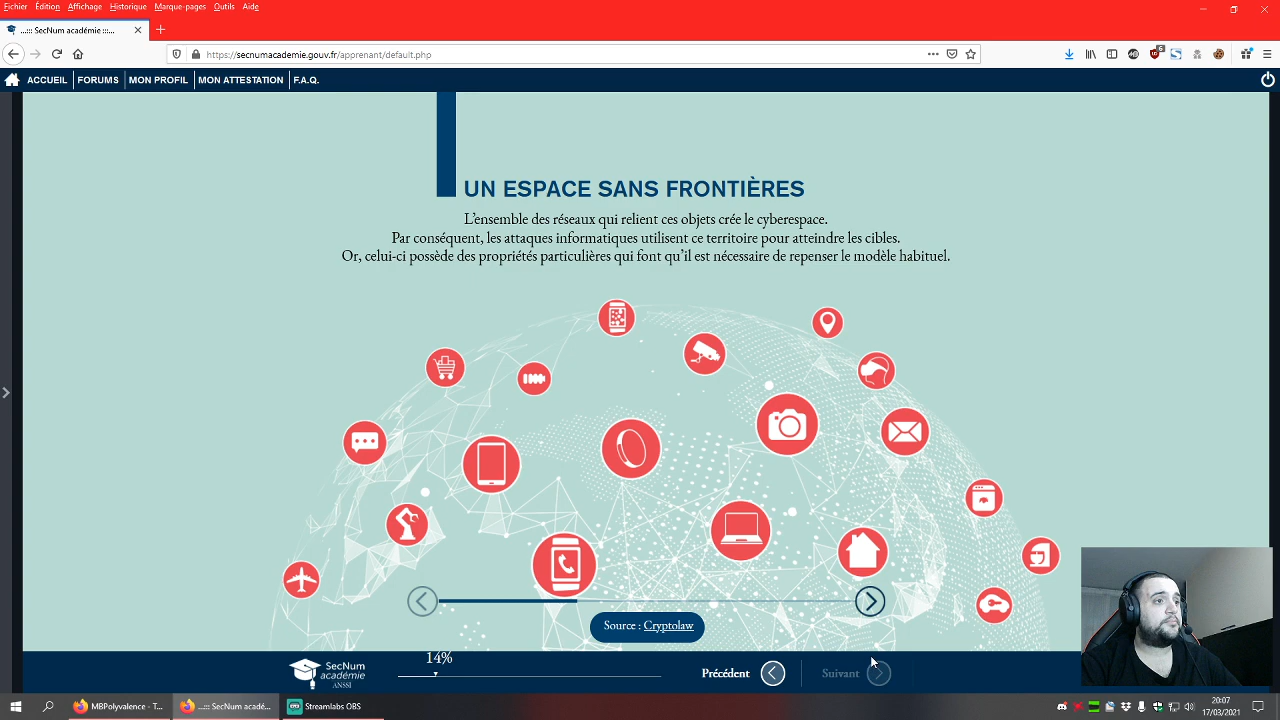 Fichier Édition Affichage Historique Marque-pages Outils Aide
...:: SecNum académie :::...
https://secnumacademie.gouv.fr/apprenant/default.php
6
ACCUEIL FORUMS MON PROFIL MON ATTESTATION F.A.Q.
UN ESPACE SANS FRONTIÈRES
L'ensemble des réseaux qui relient ces objets crée le cyberespace.
Par conséquent, les attaques informatiques utilisent ce territoire pour atteindre les cibles.
Or, celui-ci possède des propriétés particulières qui font qu'il est nécessaire de repenser le modèle habituel.
Source : Cryptolaw
SecNum
académie
ANSSI
14%
Précédent
Suivant
MBPolyvalence - T...
...::: SecNum acadé...
Streamlabs OBS
20:07
17/03/2021